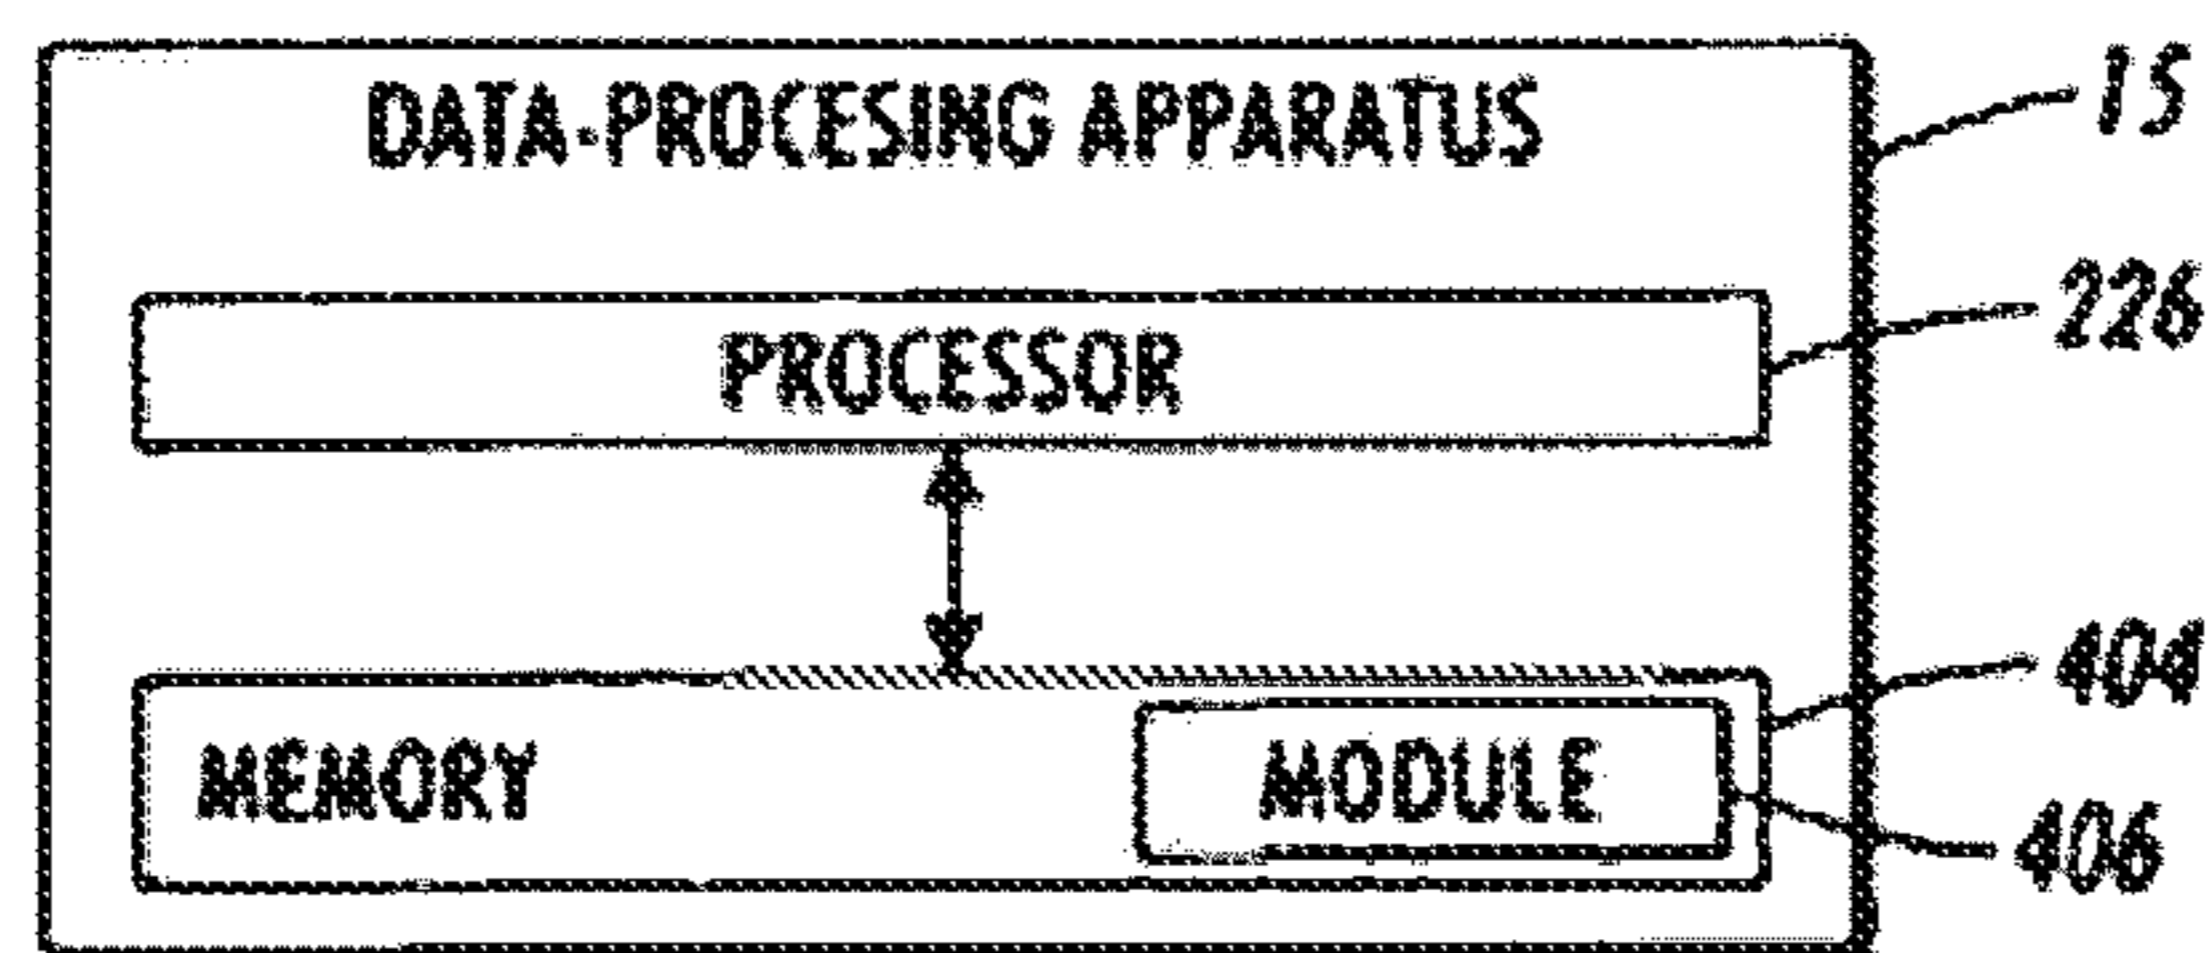 DATA-PROCESING APPARATUS
15
PROCESSOR
226
MEMORY
MODULE
404
406